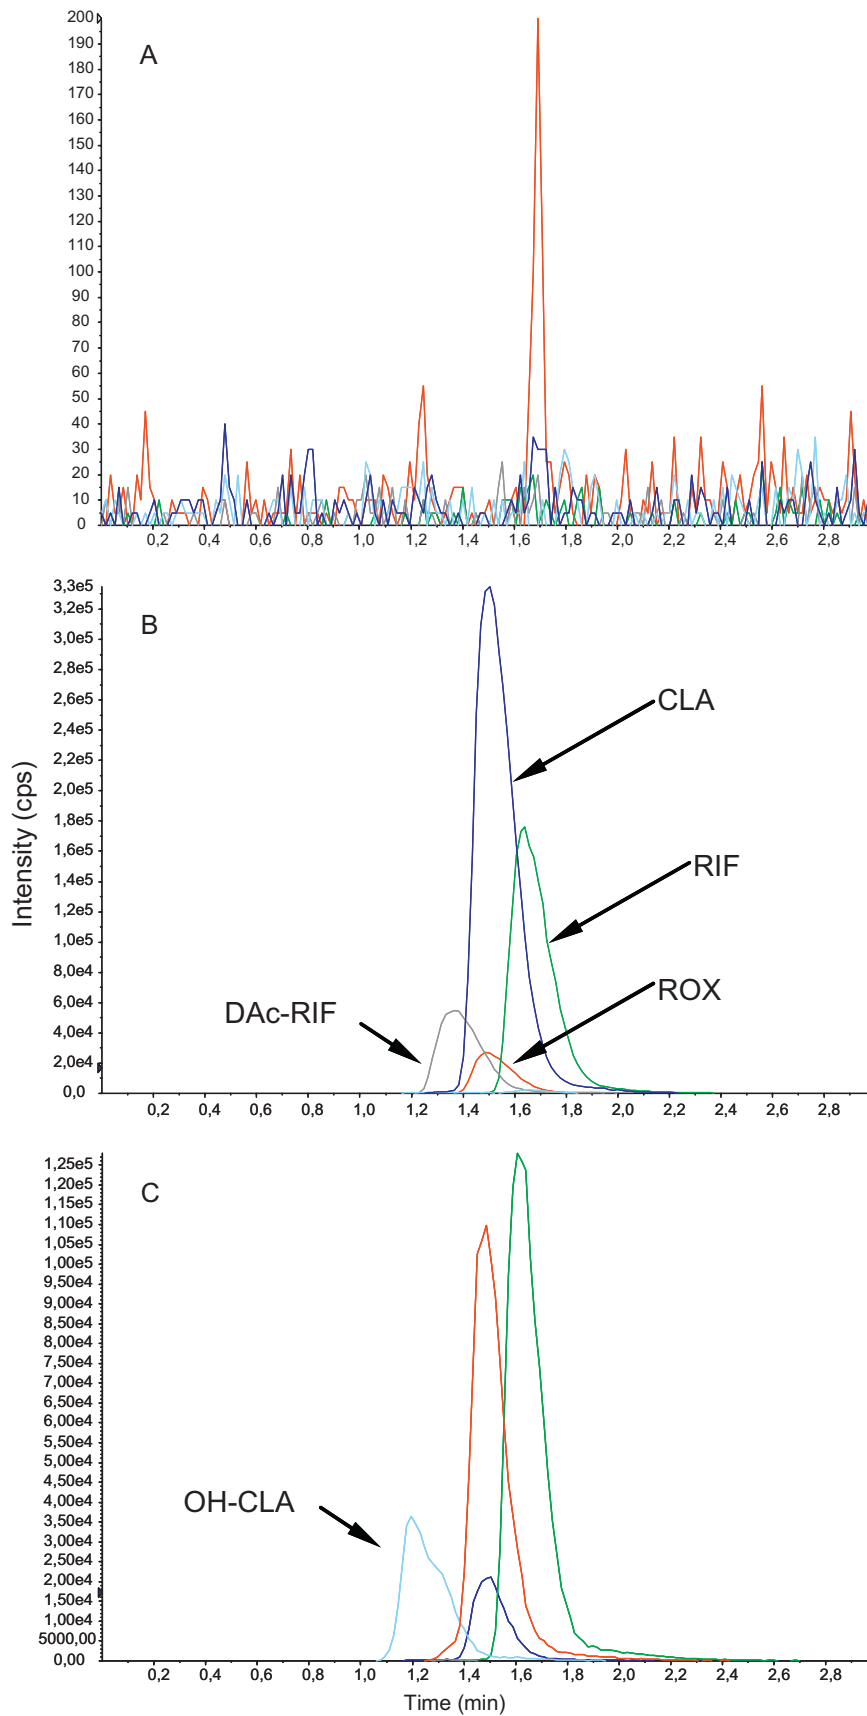 200
190
180
170
160
150
140
130
120
110
100
90
80
70
60
50
40
30
20
10
0
A
0,2 0,4 0,6 0,8 1,0 1,2 1,4 1,6 1,8 2,0 2,2 2,4 2,6 2,8
3,3e5
3,2e5
3,0e5
2,8e5
2,6e5
2,4e5
2,2e5
2,0e5
1,8e5
1,6e5
1,4e5
1,2e5
1,0e5
8,0e4
6,0e4
4,0e4
2,0e4
0,0
B
CLA
RIF
ROX
DAc-RIF
Intensity (cps)
0,2 0,4 0,6 0,8 1,0 1,2 1,4 1,6 1,8 2,0 2,2 2,4 2,6 2,8
1,25e5
1,20e5
1,15e5
1,10e5
1,05e5
1,00e5
9,50e4
9,00e4
8,50e4
8,00e4
7,50e4
7,00e4
6,50e4
6,00e4
5,50e4
5,00e4
4,50e4
4,00e4
3,50e4
3,00e4
2,50e4
2,00e4
1,50e4
1,00e4
5000,00
0,00
C
OH-CLA
0,2 0,4 0,6 0,8 1,0 1,2 1,4 1,6 1,8 2,0 2,2 2,4 2,6 2,8
Time (min)